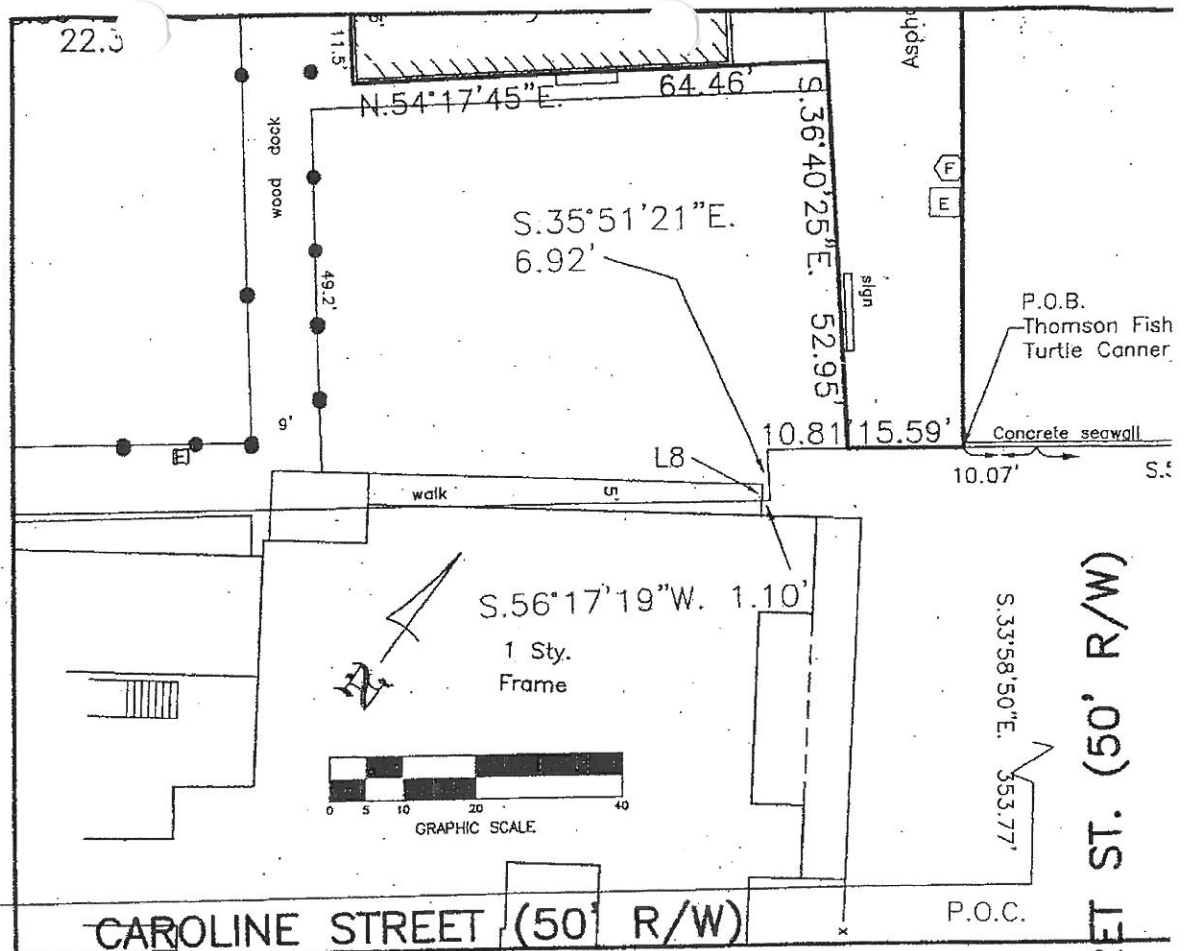 11.5'
Asph
N.54°17'45"E. 64.46'
S.36°40'25"E. 52.95'
wood dock
F
E
S.35°51'21"E.
6.92'
49.2'
sign
P.O.B.
Thomson Fish
Turtle Canner
9'
10.81' 15.59'
Concrete seawall
L8
10.07'
E
walk
5'
S.56°17'19"W. 1.10'
1 Sty.
Frame
N
S.33°58'50"E. 353.77'
0 5 10 20 40
GRAPHIC SCALE
ET ST. (50' R/W)
P.O.C.
CAROLINE STREET (50' R/W)
x